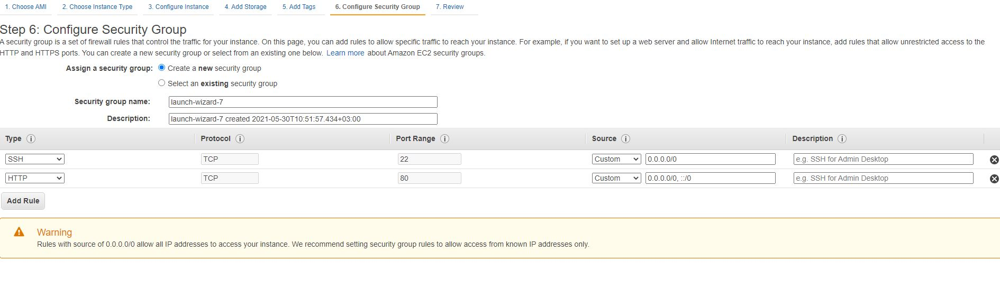 1. Choose AMI 2. Choose Instance Type 3. Configure Instance 4. Add Storage 5. Add Tags 6. Configure Security Group 7. Review
Step 6: Configure Security Group
A security group is a set of firewall rules that control the traffic for your instance. On this page, you can add rules to allow specific traffic to reach your instance. For example, if you want to set up a web server and allow Internet traffic to reach your instance, add rules that allow unrestricted access to the
HTTP and HTTPS ports. You can create a new security group or select from an existing one below. Learn more about Amazon EC2 security groups.
Assign a security group: Create a new security group
Select an existing security group
Security group name: launch-wizard-7
Description: launch-wizard-7 created 2021-05-30T10:51:57.434+03:00
Type i Protocol i Port Range i Source i Description i
SSH TCP 22 Custom 0.0.0.0/0 e.g. SSH for Admin Desktop
HTTP TCP 80 Custom 0.0.0.0/0, ::/0 e.g. SSH for Admin Desktop
Add Rule
Warning
Rules with source of 0.0.0.0/0 allow all IP addresses to access your instance. We recommend setting security group rules to allow access from known IP addresses only.